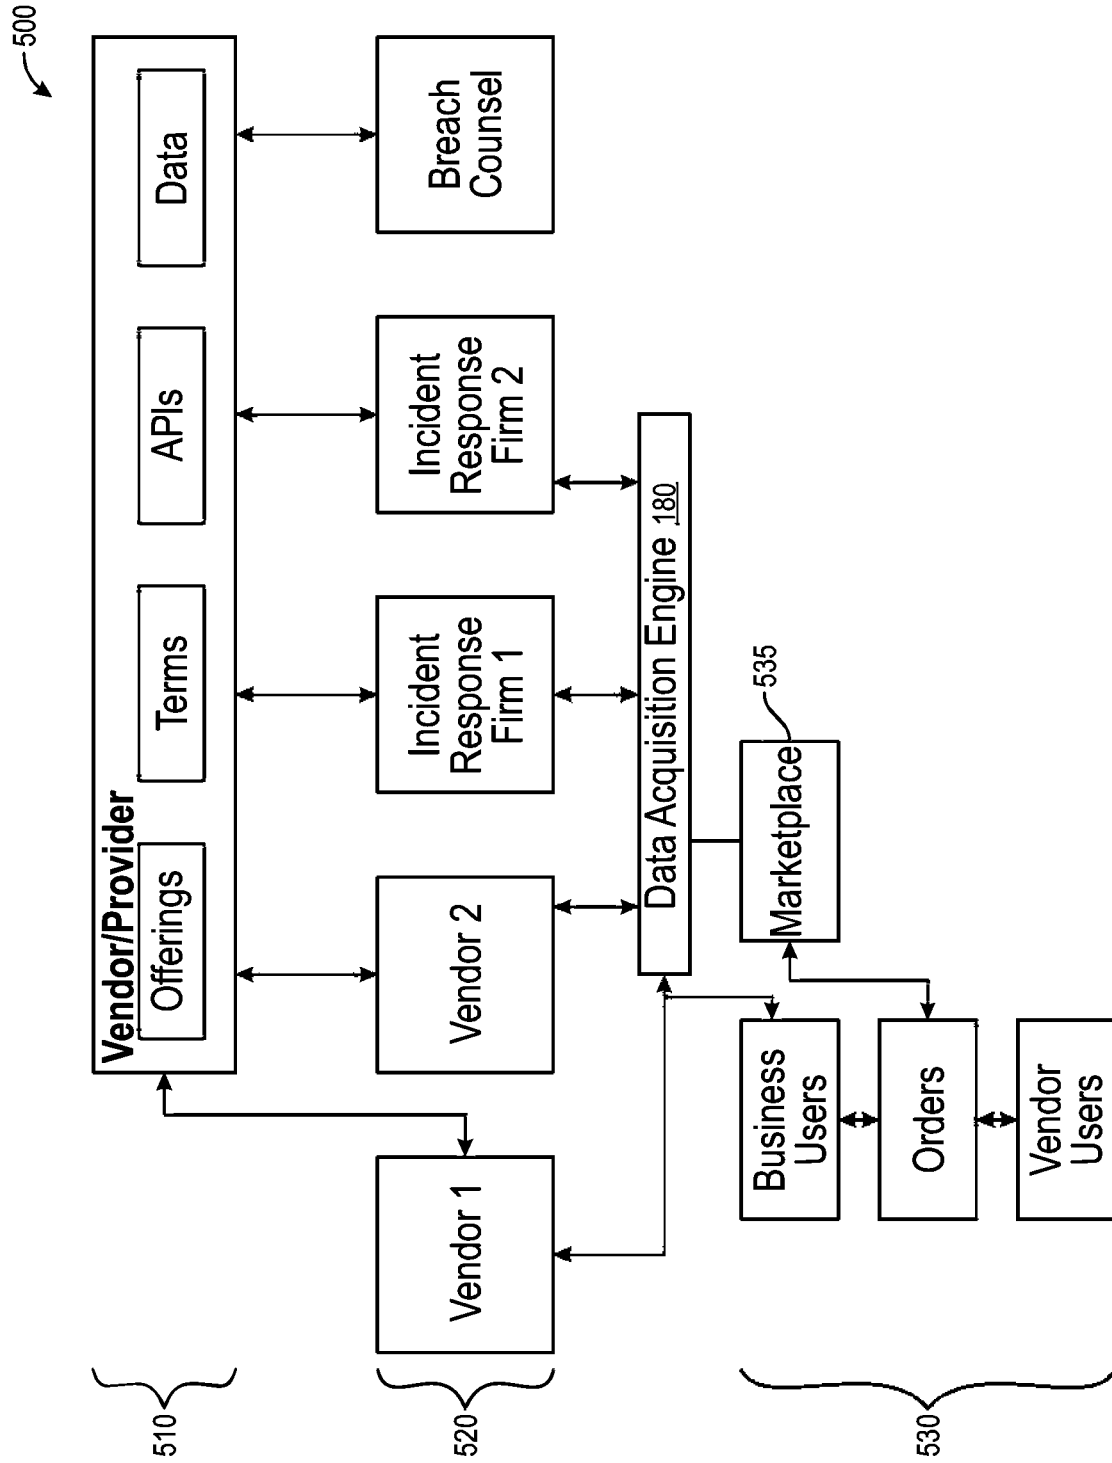 500
510
Vendor/Provider
Offerings
Terms
APIs
Data
520
Vendor 1
Vendor 2
Incident
Response
Firm 1
Incident
Response
Firm 2
Breach
Counsel
Data Acquisition Engine 180
530
Business
Users
Orders
Vendor
Users
Marketplace
535